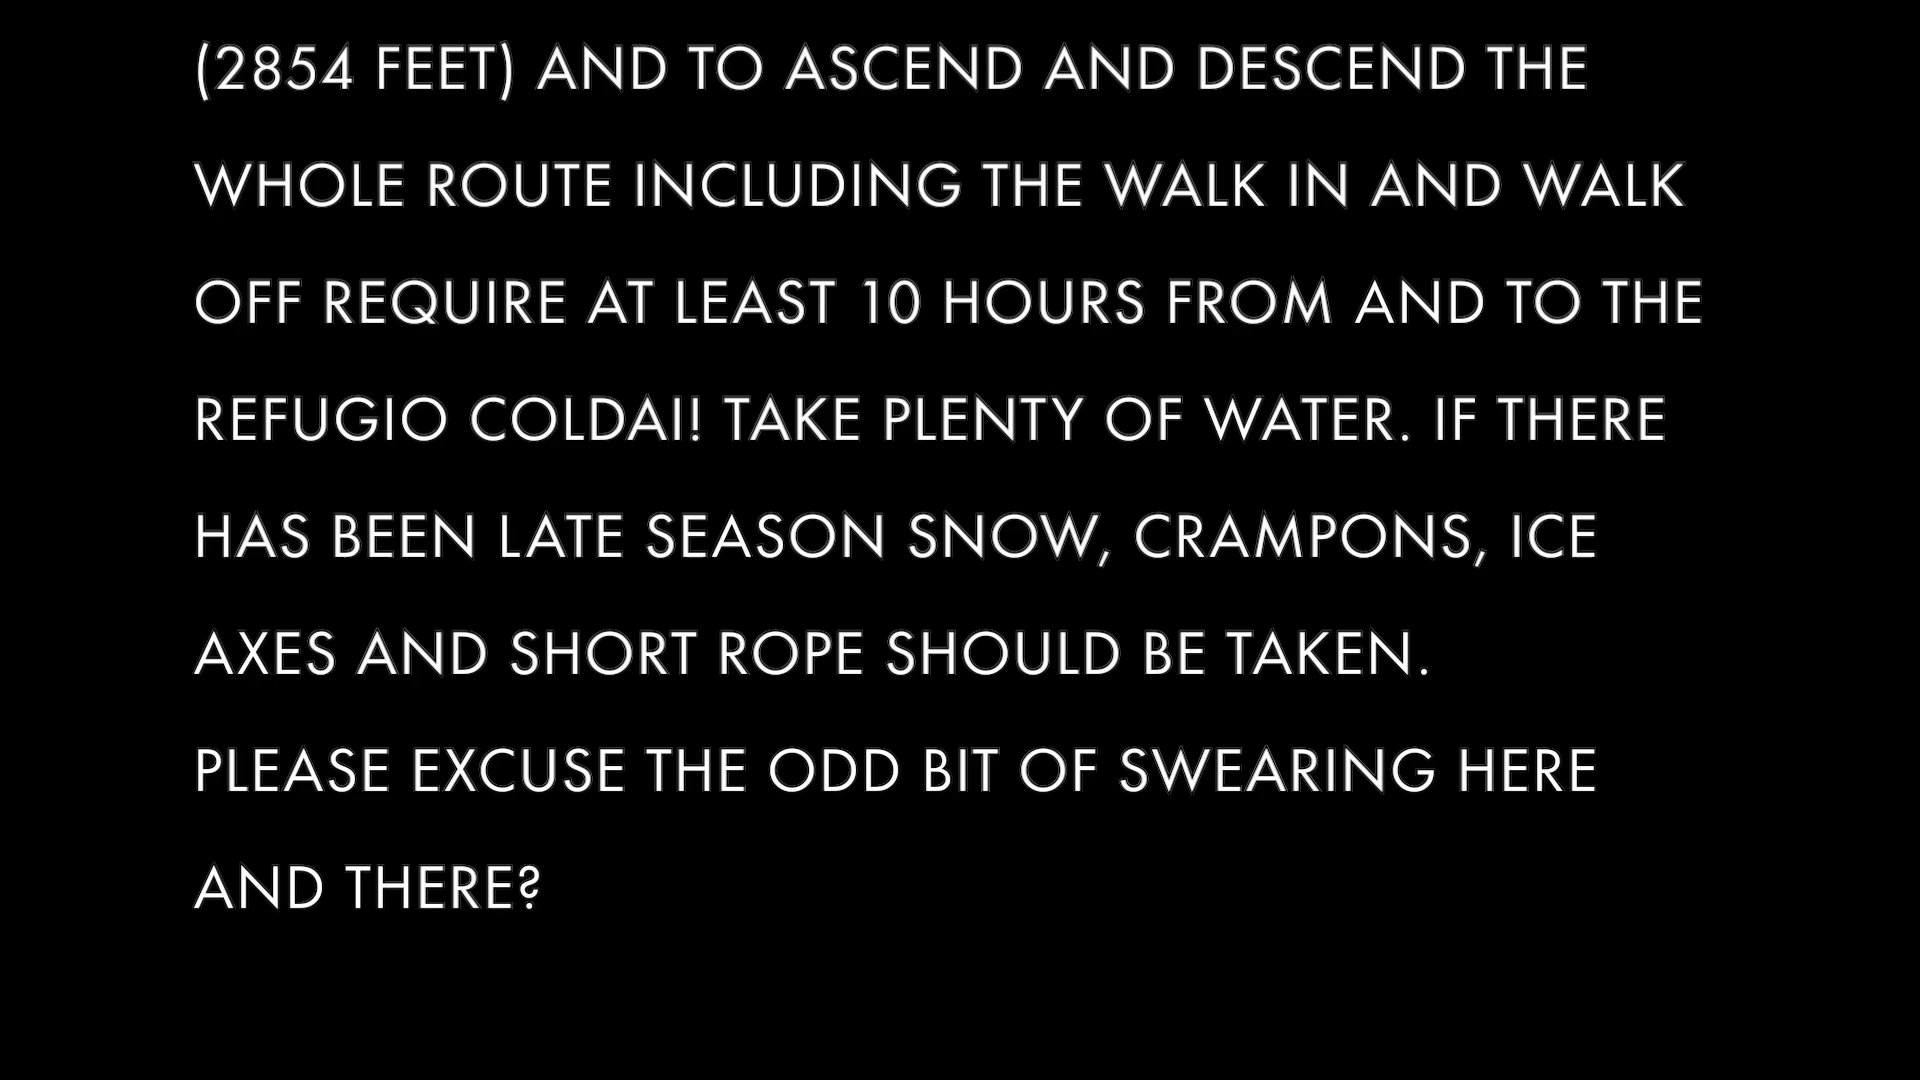 (2854 FEET) AND TO ASCEND AND DESCEND THE
WHOLE ROUTE INCLUDING THE WALK IN AND WALK
OFF REQUIRE AT LEAST 10 HOURS FROM AND TO THE
REFUGIO COLDAI! TAKE PLENTY OF WATER. IF THERE
HAS BEEN LATE SEASON SNOW, CRAMPONS, ICE
AXES AND SHORT ROPE SHOULD BE TAKEN.
PLEASE EXCUSE THE ODD BIT OF SWEARING HERE
AND THERE?